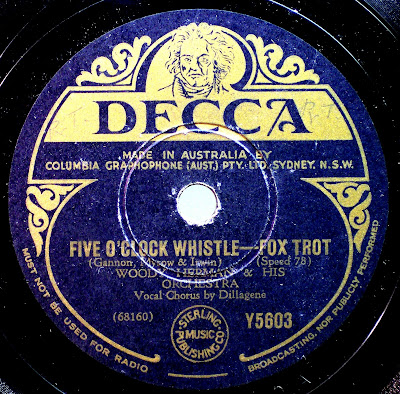 DECCA
MADE IN AUSTRALIA BY
COLUMBIA GRAPHOPHONE (AUST.) PTY. LTD. SYDNEY. N.S.W.
FIVE O'CLOCK WHISTLE—FOX TROT
(Gannon, Myrow & Irwin) (Speed 78)
WOODY HERMAN & HIS
ORCHESTRA
Vocal Chorus by Dillagene
(68160)
STERLING
MUSIC
PUBLISHING CO
Y5603
MUST NOT BE USED FOR RADIO
BROADCASTING, NOR PUBLICLY PERFORMED